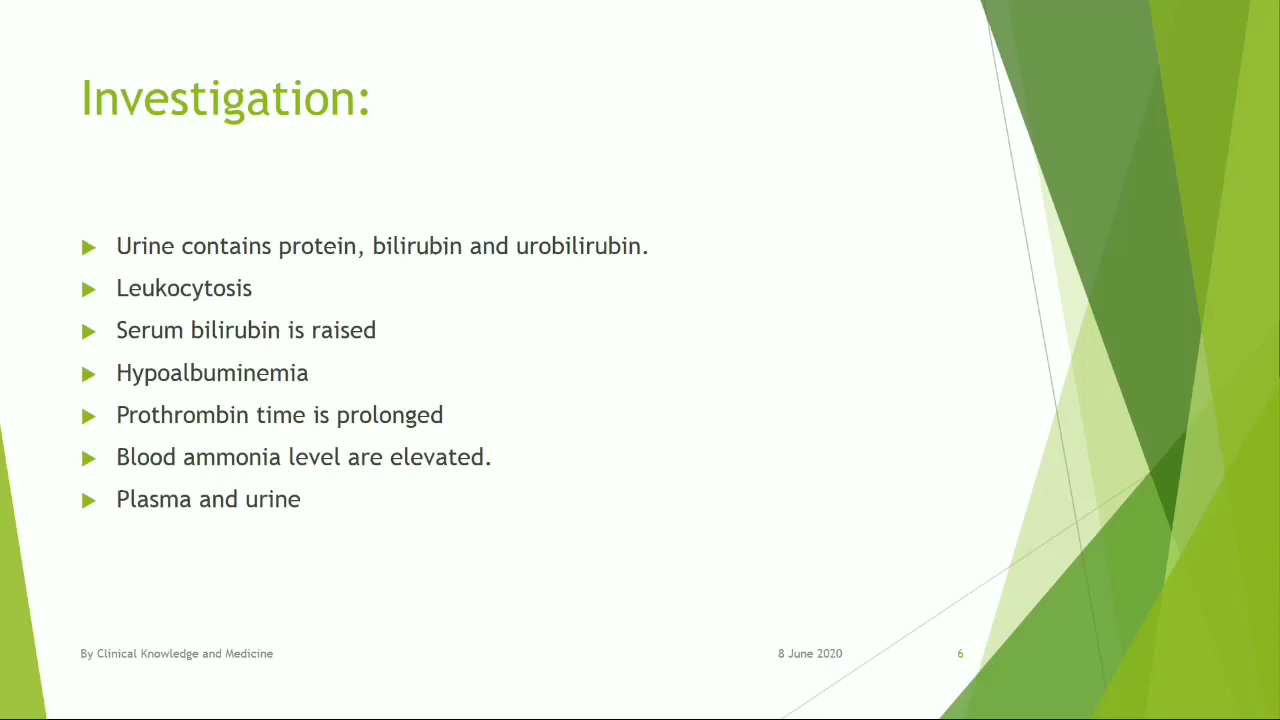 Investigation:
Urine contains protein, bilirubin and urobilirubin.
Leukocytosis
Serum bilirubin is raised
Hypoalbuminemia
Prothrombin time is prolonged
Blood ammonia level are elevated.
Plasma and urine
By Clinical Knowledge and Medicine
8 June 2020
6